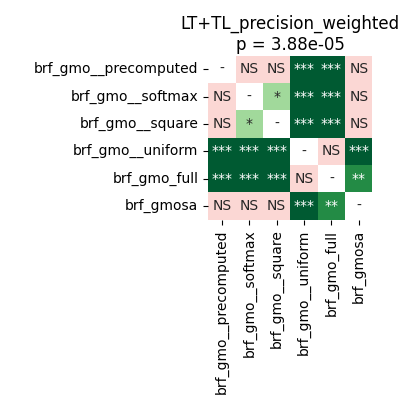 LT+TL_precision_weighted
p = 3.88e-05
brf_gmo__precomputed - NS NS *** *** NS
brf_gmo__softmax NS - * *** *** NS
brf_gmo__square NS * - *** *** NS
brf_gmo__uniform *** *** *** - NS ***
brf_gmo_full *** *** *** NS - **
brf_gmosa NS NS NS *** ** -
brf_gmo__precomputed
brf_gmo__softmax
brf_gmo__square
brf_gmo__uniform
brf_gmo_full
brf_gmosa